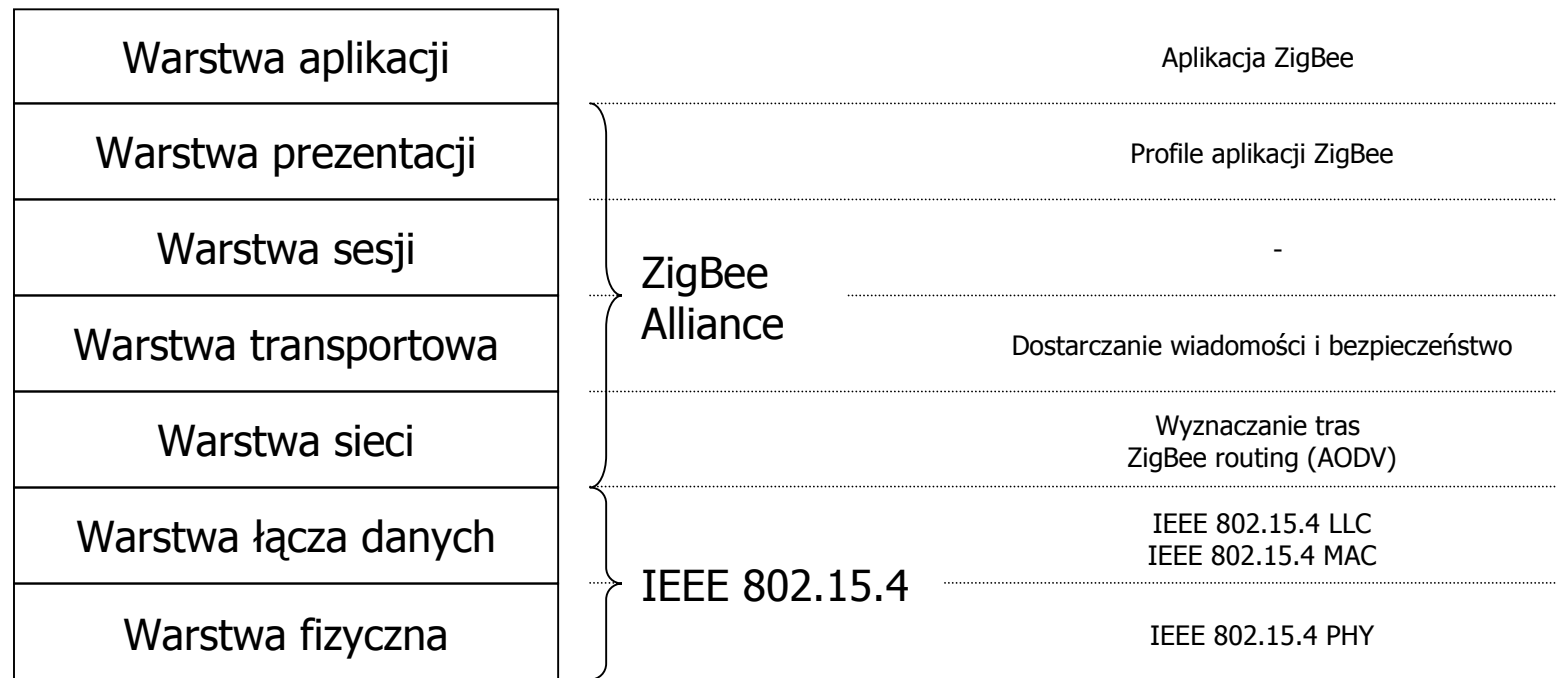 Warstwa aplikacji
Aplikacja ZigBee
Warstwa prezentacji
Profile aplikacji ZigBee
Warstwa sesji
-
ZigBee
Alliance
Warstwa transportowa
Dostarczanie wiadomości i bezpieczeństwo
Warstwa sieci
Wyznaczanie tras
ZigBee routing (AODV)
Warstwa łącza danych
IEEE 802.15.4 LLC
IEEE 802.15.4 MAC
IEEE 802.15.4
Warstwa fizyczna
IEEE 802.15.4 PHY